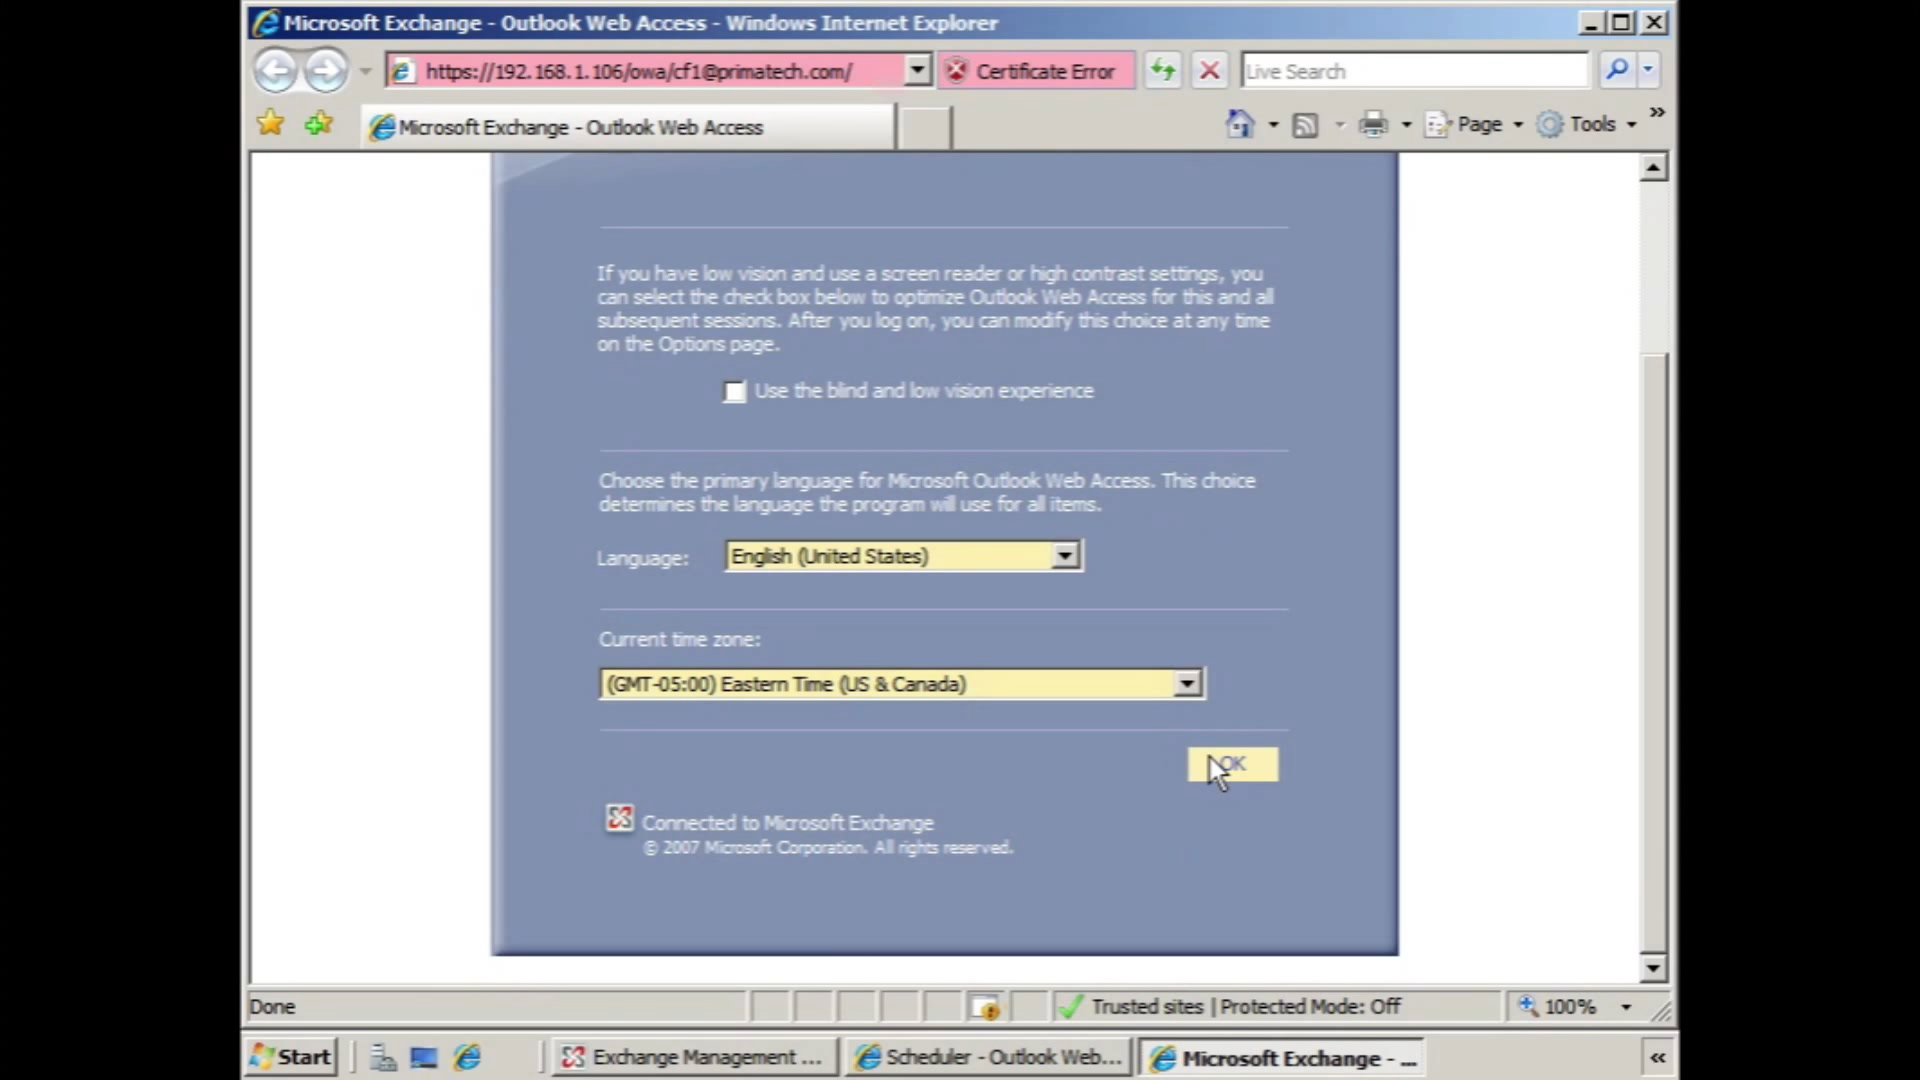 Microsoft Exchange - Outlook Web Access - Windows Internet Explorer
https://192.168.1.106/owa/cf1@primatech.com/
Certificate Error
Live Search
Microsoft Exchange - Outlook Web Access
Page
Tools
If you have low vision and use a screen reader or high contrast settings, you
can select the check box below to optimize Outlook Web Access for this and all
subsequent sessions. After you log on, you can modify this choice at any time
on the Options page.
Use the blind and low vision experience
Choose the primary language for Microsoft Outlook Web Access. This choice
determines the language the program will use for all items.
Language:
English (United States)
Current time zone:
(GMT-05:00) Eastern Time (US & Canada)
OK
Connected to Microsoft Exchange
© 2007 Microsoft Corporation. All rights reserved.
Done
Trusted sites | Protected Mode: Off
100%
Start
Exchange Management ...
Scheduler - Outlook Web...
Microsoft Exchange - ...